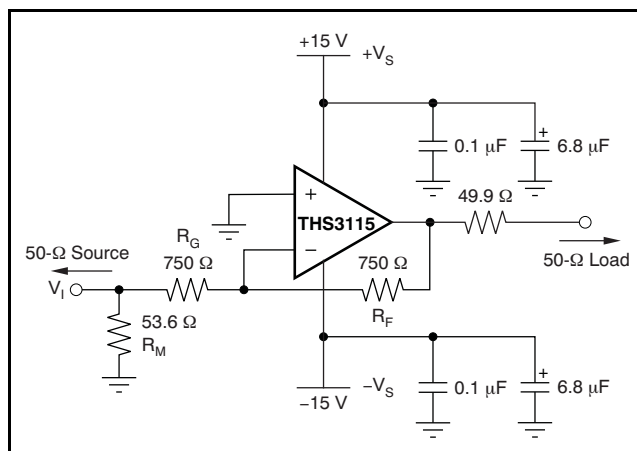 +15 V
+V_S
0.1 µF
6.8 µF
+
49.9 Ω
+
THS3115
−
50-Ω Source
R_G
50-Ω Load
750 Ω
750 Ω
V_I
R_F
53.6 Ω
R_M
+
0.1 µF
6.8 µF
−V_S
−15 V